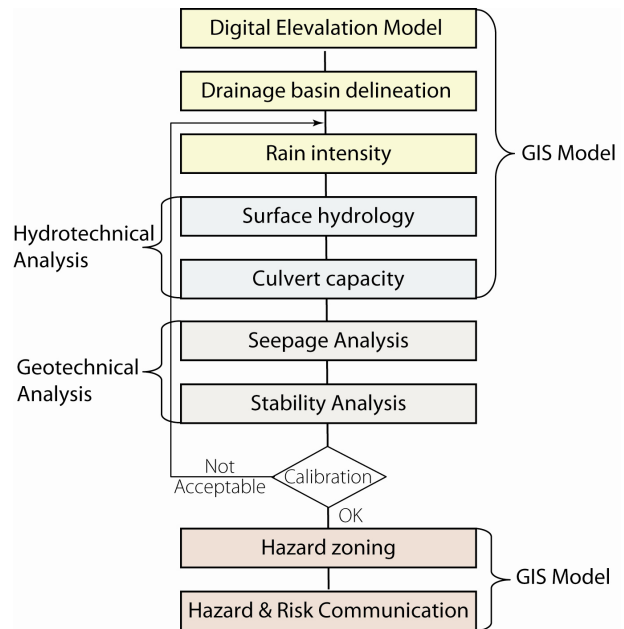 Digital Elevalation Model
Drainage basin delineation
Rain intensity
GIS Model
Surface hydrology
Hydrotechnical
Analysis
Culvert capacity
Seepage Analysis
Geotechnical
Analysis
Stability Analysis
Not
Acceptable
Calibration
OK
Hazard zoning
GIS Model
Hazard & Risk Communication